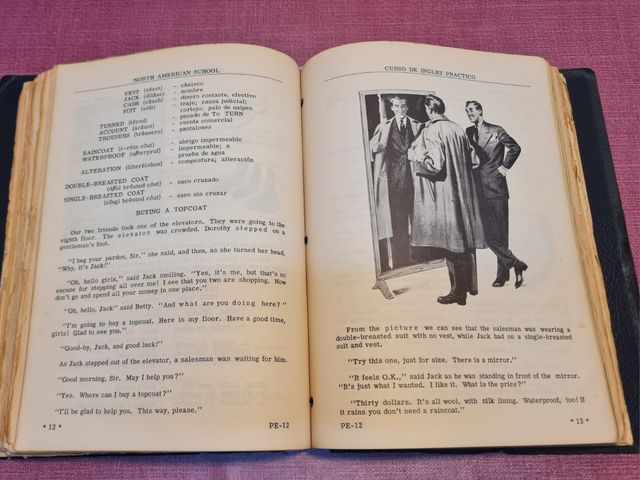 NORTH AMERICAN SCHOOL
VEST (vēst) - chaleco
JACK - nombre
CASH - dinero costante, efectivo
SUIT - traje; causa judicial;
cortejo; palo de naipes
TURNED - pasado de To TURN
ACCOUNT - cuenta comercial
TROUSERS - pantalones
RAINCOAT - abrigo impermeable
WATERPROOF - impermeable; a
prueba de agua
ALTERATION - compostura; alteración
DOUBLE-BREASTED COAT - saco cruzado
SINGLE-BREASTED COAT - saco sin cruzar
BUYING A TOPCOAT
Our two friends took one of the elevators. They were going to the
eighth floor. The elevator was crowded. Dorothy stepped on a
gentleman's foot.
"I beg your pardon, Sir," she said, and then, as she turned her head,
"Why, it's Jack!"
"Oh, hello girls," said Jack smiling. "Yes, it's me, but that's no
excuse for stepping all over me! I see that you two are shopping. Now
don't go and spend all your money in one place."
"Oh, hello, Jack" said Betty. "And what are you doing here?"
"I'm going to buy a topcoat. Here is my floor. Have a good time,
girls! Glad to see you."
"Good-by, Jack, and good luck!"
As Jack stepped out of the elevator, a salesman was waiting for him.
"Good morning, Sir. May I help you?"
"Yes. Where can I buy a topcoat?"
"I'll be glad to help you. This way, please."
* 12 * PE-12
CURSO DE INGLES PRACTICO
From the picture we can see that the salesman was wearing a
double-breasted suit with no vest, while Jack had on a single-breasted
suit and vest.
"Try this one, just for size. There is a mirror."
"It feels O.K.," said Jack as he was standing in front of the mirror.
"It's just what I wanted. I like it. What is the price?"
"Thirty dollars. It's all wool, with silk lining. Waterproof, too! If
it rains you don't need a raincoat."
PE-12 * 13 *